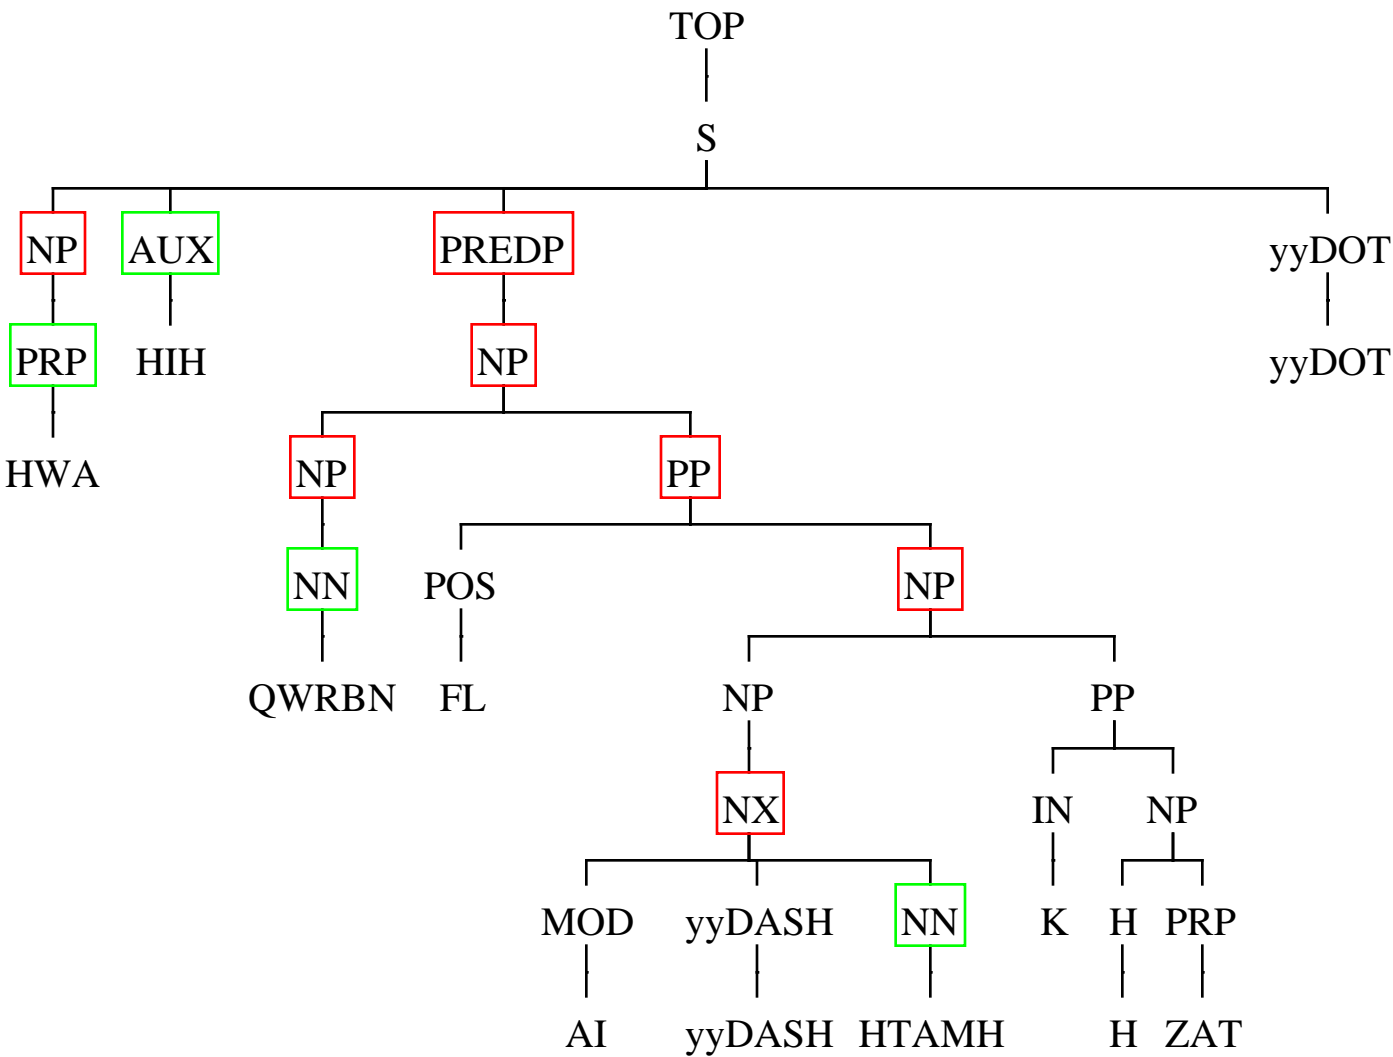 TOP
S
NP AUX PREDP yyDOT
PRP HIH NP yyDOT
HWA NP PP
NN POS NP
QWRBN FL NP PP
NX IN NP
MOD yyDASH NN K H PRP
AI yyDASH HTAMH H ZAT